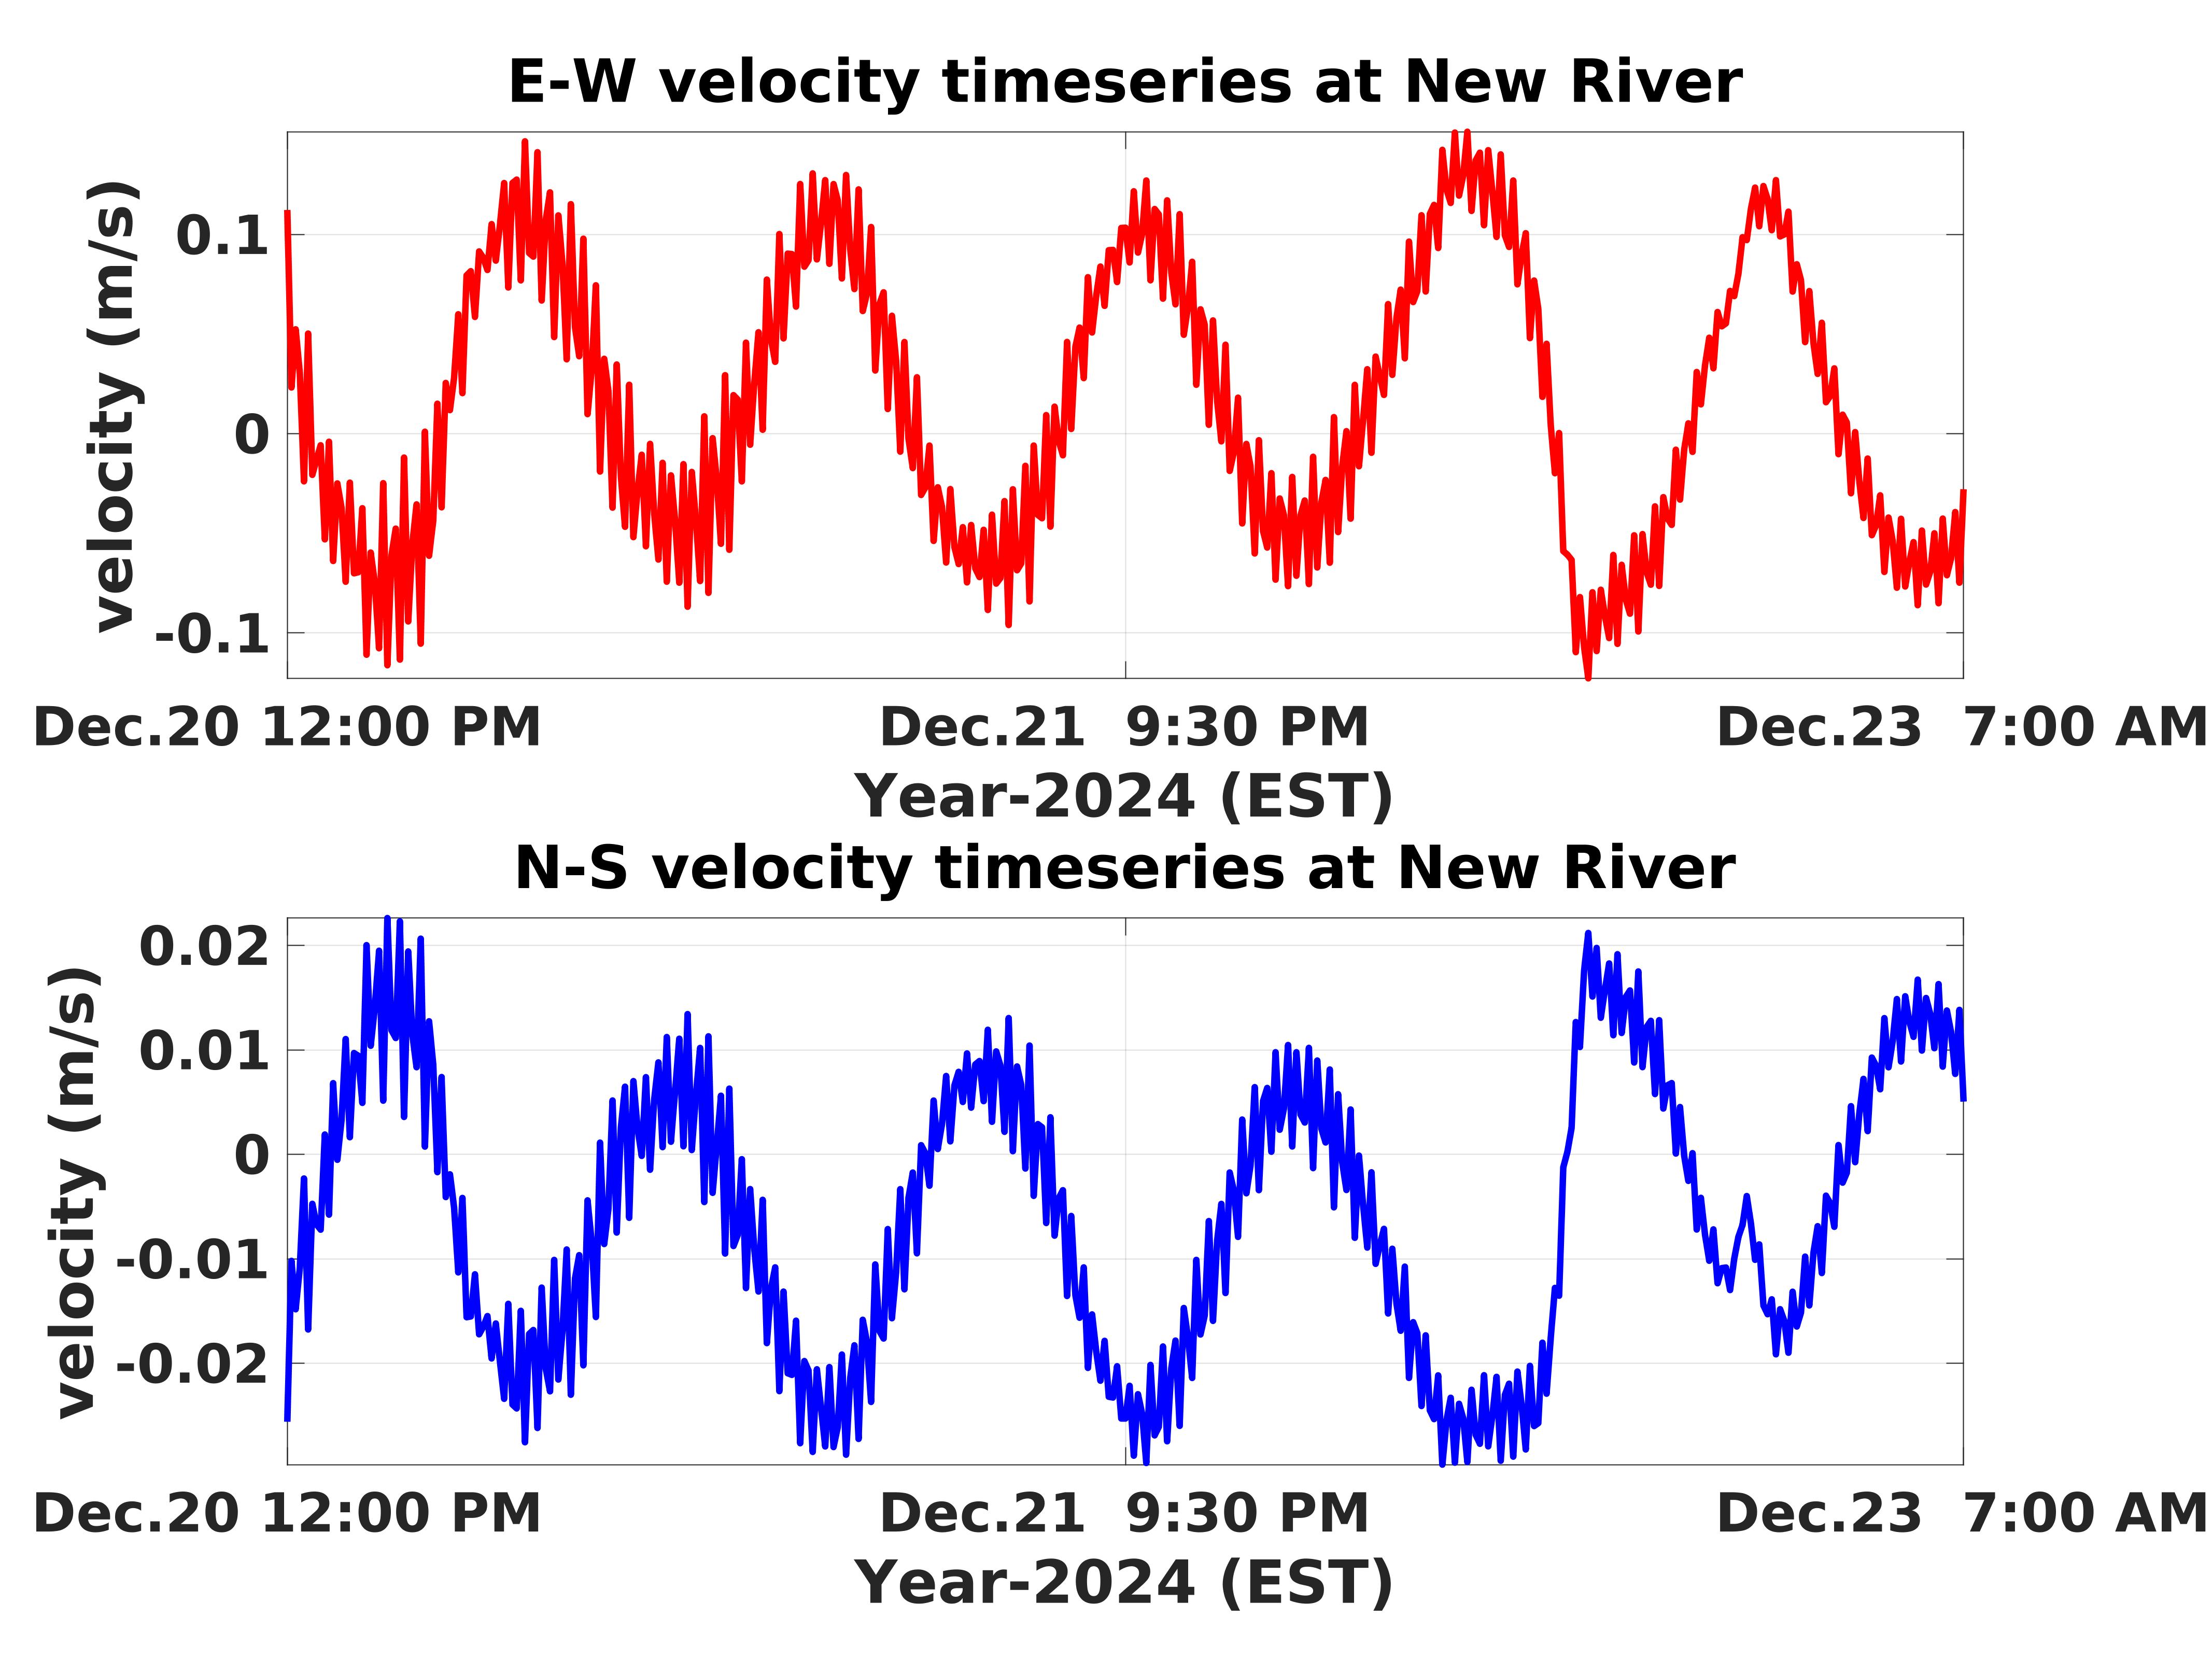 E-W velocity timeseries at New River
velocity (m/s)
0.1
0
-0.1
Dec.20 12:00 PM
Dec.21 9:30 PM
Dec.23 7:00 AM
Year-2024 (EST)
N-S velocity timeseries at New River
velocity (m/s)
0.02
0.01
0
-0.01
-0.02
Dec.20 12:00 PM
Dec.21 9:30 PM
Dec.23 7:00 AM
Year-2024 (EST)